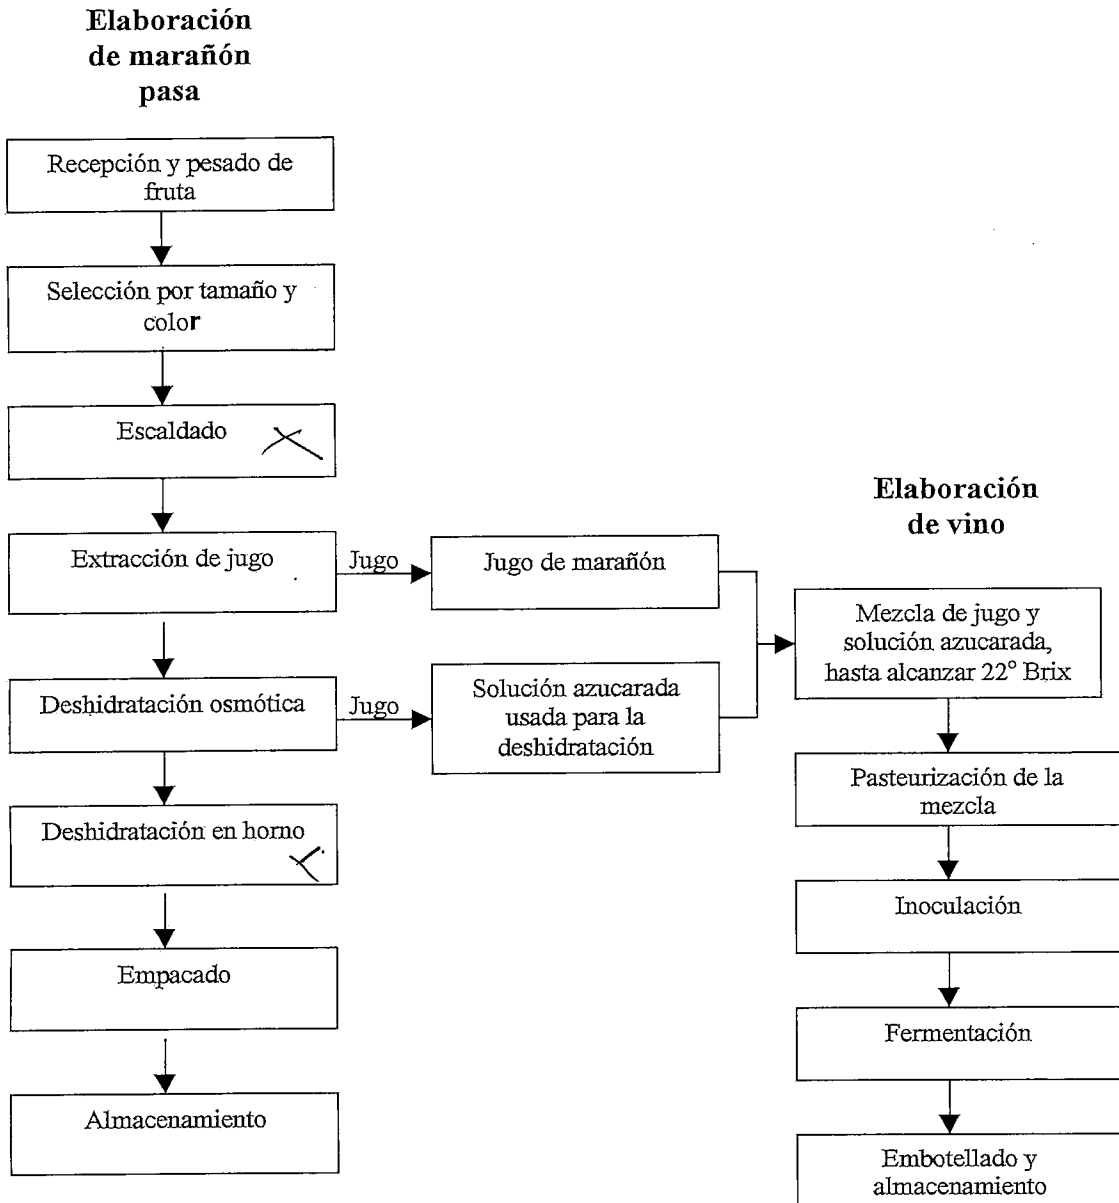 Elaboración
de marañón
pasa
Recepción y pesado de
fruta
Selección por tamaño y
color
Escaldado
Extracción de jugo
Jugo
Jugo de marañón
Deshidratación osmótica
Jugo
Solución azucarada
usada para la
deshidratación
Deshidratación en horno
Empacado
Almacenamiento
Elaboración
de vino
Mezcla de jugo y
solución azucarada,
hasta alcanzar 22° Brix
Pasteurización de la
mezcla
Inoculación
Fermentación
Embotellado y
almacenamiento